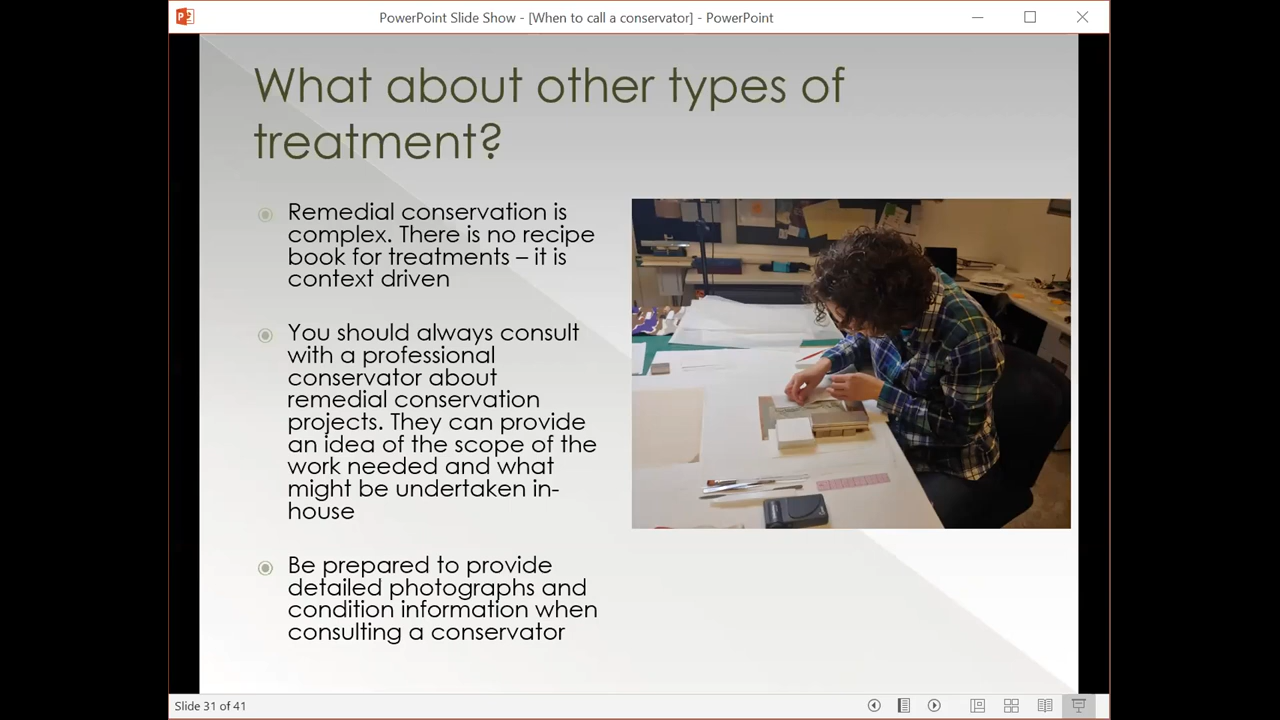 PowerPoint Slide Show - [When to call a conservator] - PowerPoint
What about other types of
treatment?
Remedial conservation is
complex. There is no recipe
book for treatments – it is
context driven
You should always consult
with a professional
conservator about
remedial conservation
projects. They can provide
an idea of the scope of the
work needed and what
might be undertaken in-
house
Be prepared to provide
detailed photographs and
condition information when
consulting a conservator
Slide 31 of 41